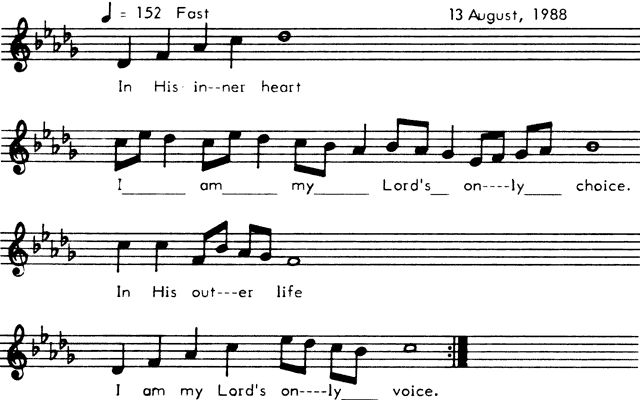 ♩ = 152 Fast 13 August, 1988
In His in--ner heart
I_______ am______ my______ Lord's__ on----ly____ choice.
In His out---er life
I am my Lord's on----ly____ voice.